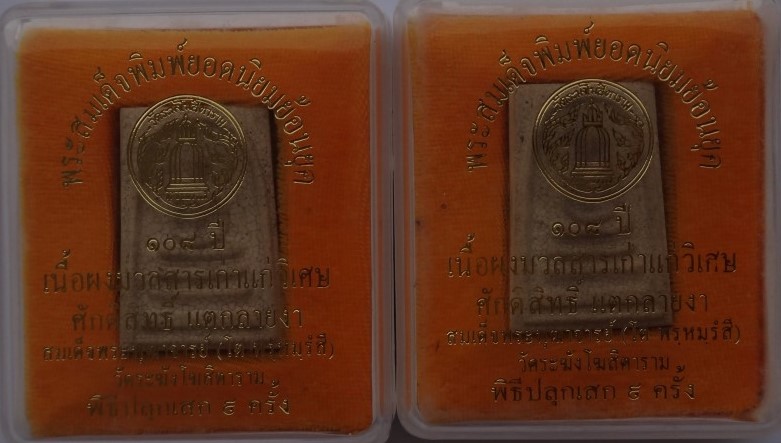 พระสมเด็จพิมพ์ยอดนิยมย้อนยุค
๑๐๘ ปี
เนื้อผงมวลสารเก่าแก่วิเศษ
ศักดิ์สิทธิ์ แตกลายงา
สมเด็จพระพุฒาจารย์ (โต พรฺหมฺรํสี)
วัดระฆังโฆสิตาราม
พิธีปลุกเสก ๙ ครั้ง
พระสมเด็จพิมพ์ยอดนิยมย้อนยุค
๑๐๘ ปี
เนื้อผงมวลสารเก่าแก่วิเศษ
ศักดิ์สิทธิ์ แตกลายงา
สมเด็จพระพุฒาจารย์ (โต พรฺหมฺรํสี)
วัดระฆังโฆสิตาราม
พิธีปลุกเสก ๙ ครั้ง